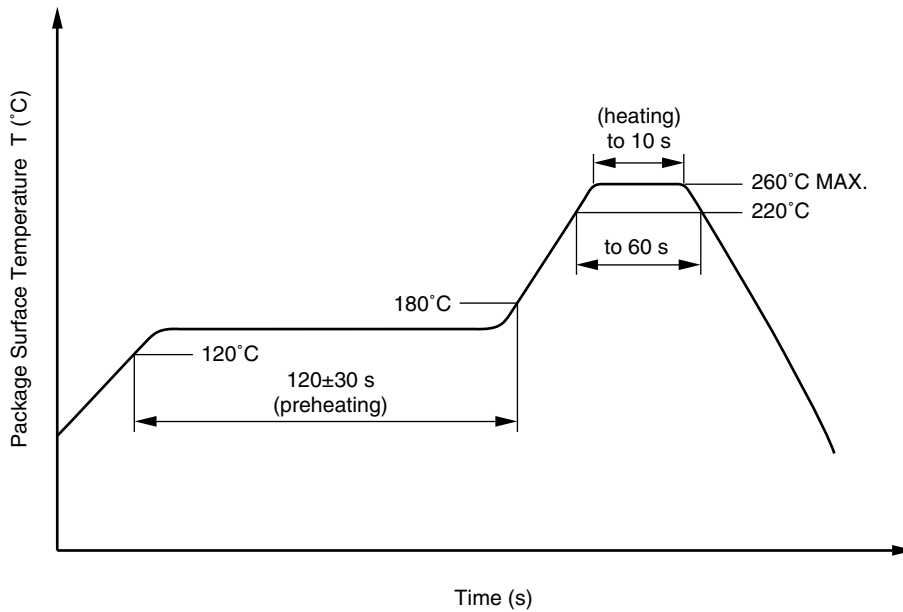 Package Surface Temperature T (˚C)
(heating)
to 10 s
260˚C MAX.
220˚C
to 60 s
180˚C
120˚C
120±30 s
(preheating)
Time (s)